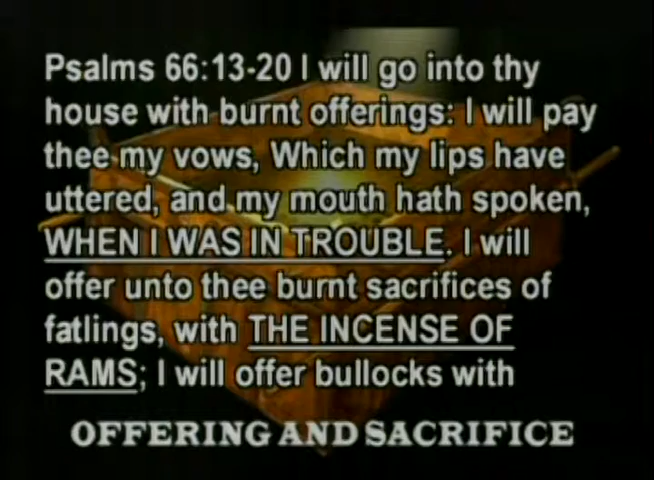 Psalms 66:13-20 I will go into thy
house with burnt offerings: I will pay
thee my vows, Which my lips have
uttered, and my mouth hath spoken,
WHEN I WAS IN TROUBLE. I will
offer unto thee burnt sacrifices of
fatlings, with THE INCENSE OF
RAMS; I will offer bullocks with
OFFERING AND SACRIFICE